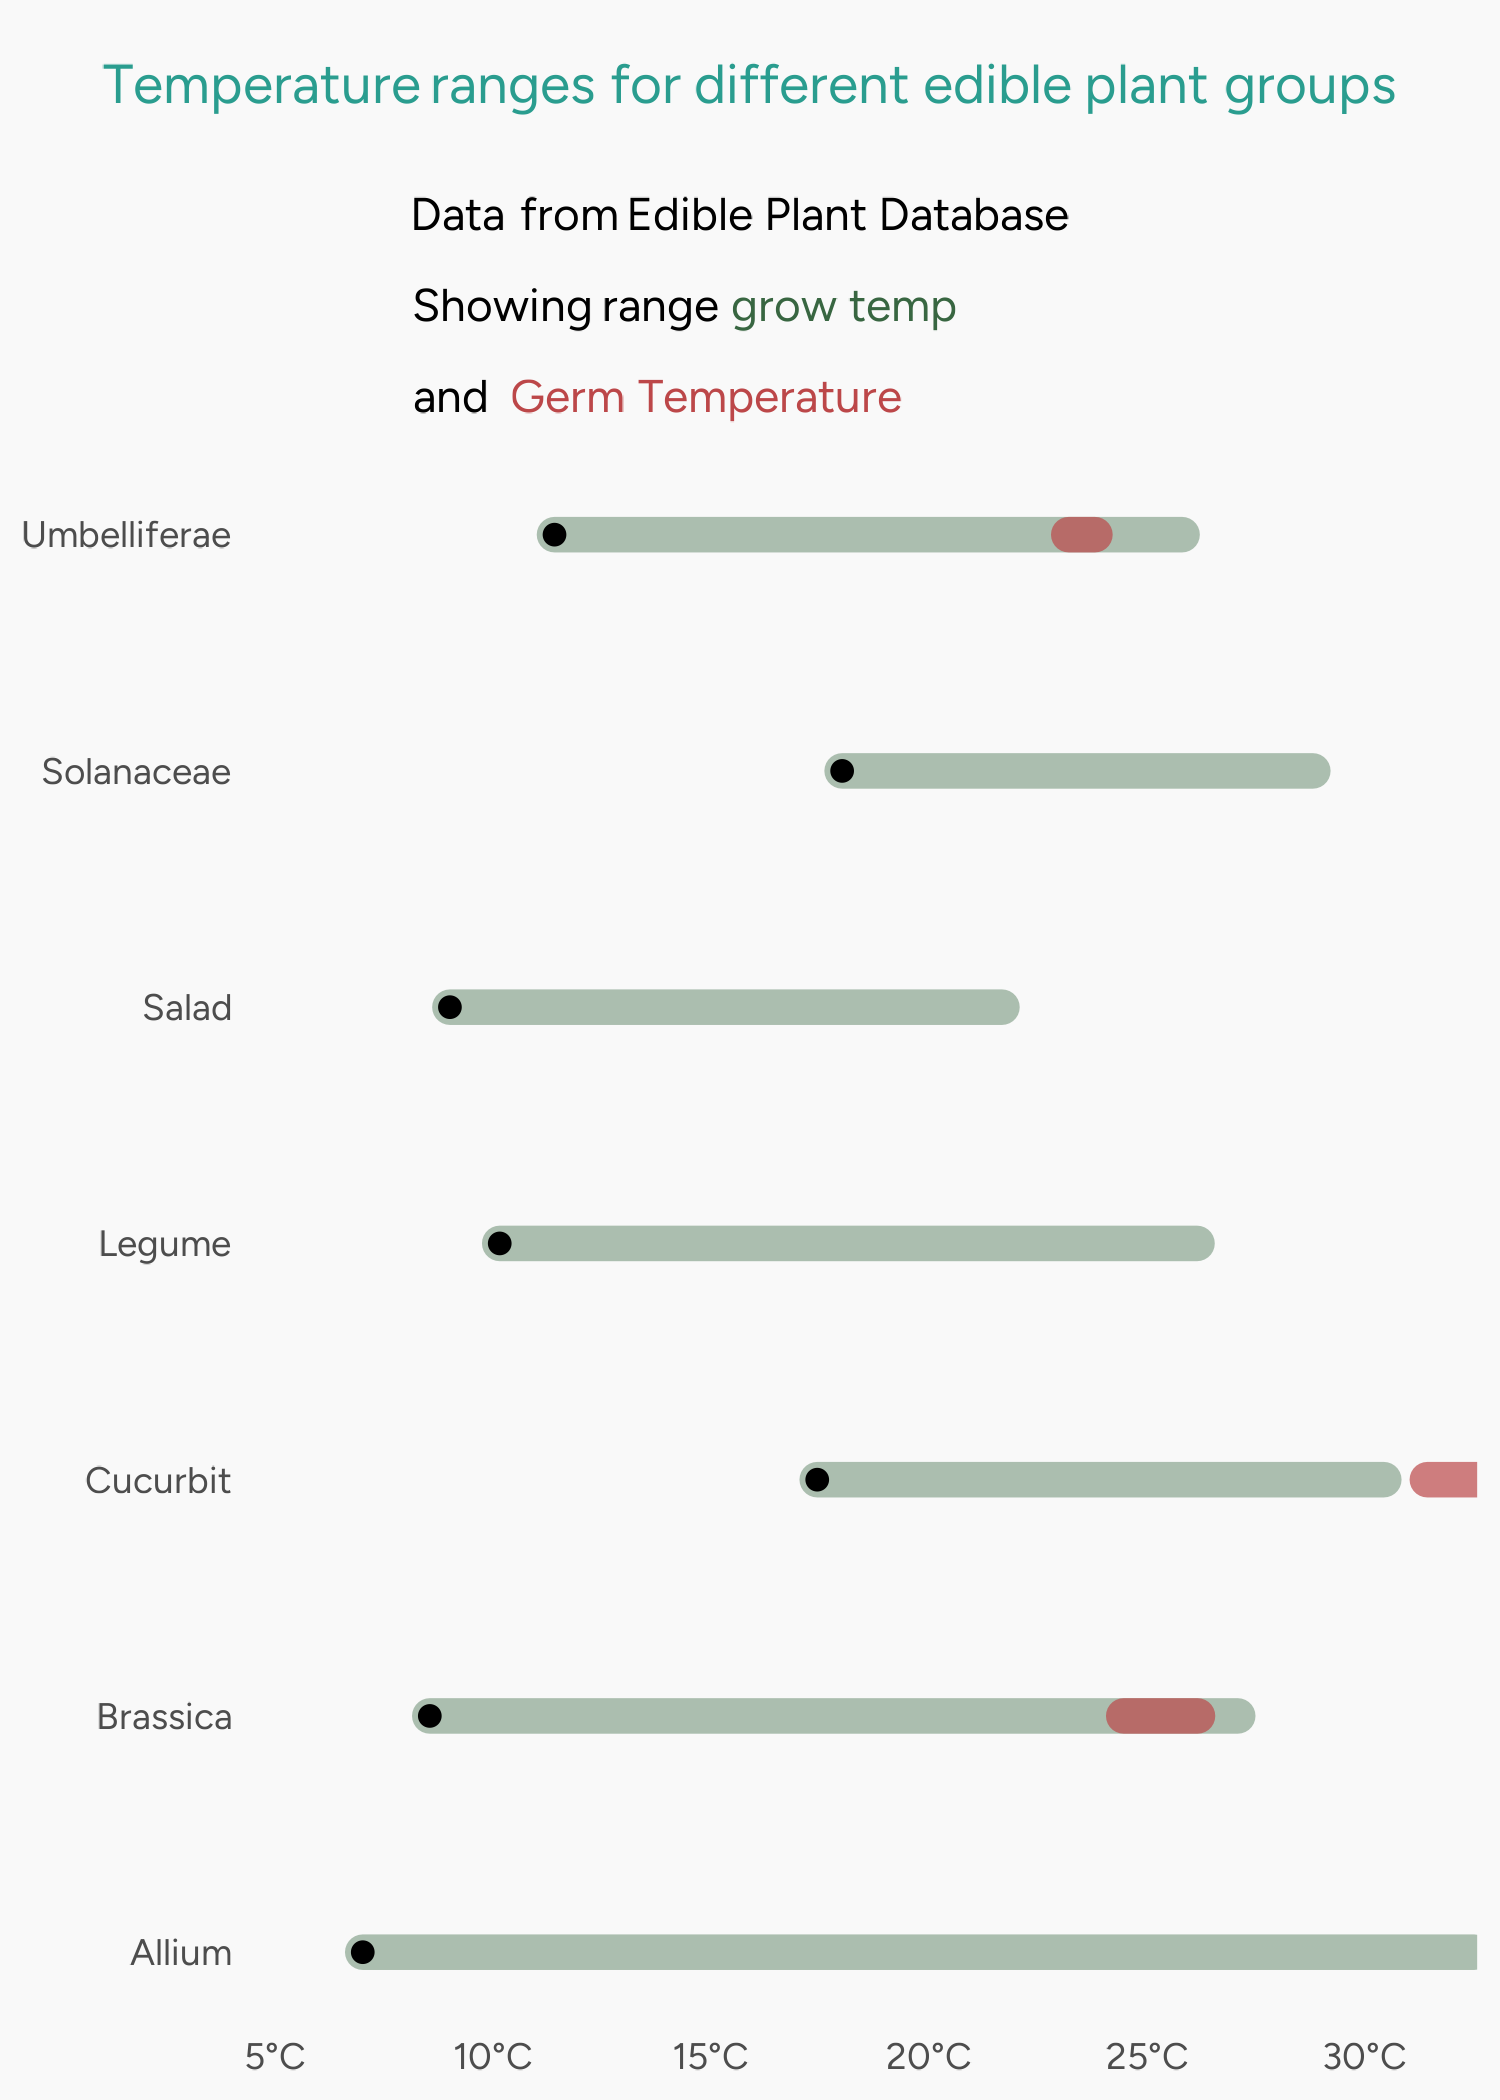 Temperature ranges for different edible plant groups
Data from Edible Plant Database
Showing range grow temp
and Germ Temperature
Umbelliferae
Solanaceae
Salad
Legume
Cucurbit
Brassica
Allium
5°C 10°C 15°C 20°C 25°C 30°C